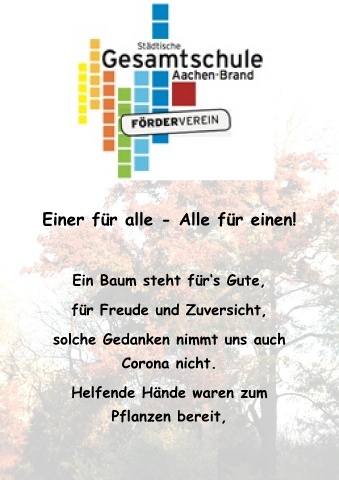 Städtische
Gesamtschule
Aachen-Brand
FÖRDERVEREIN
Einer für alle - Alle für einen!
Ein Baum steht für's Gute,
für Freude und Zuversicht,
solche Gedanken nimmt uns auch
Corona nicht.
Helfende Hände waren zum
Pflanzen bereit,